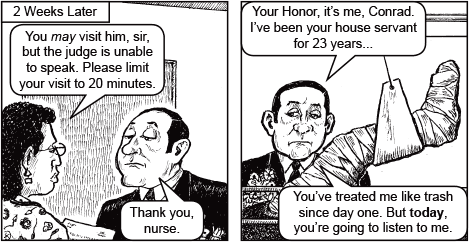 2 Weeks Later
You may visit him, sir,
but the judge is unable
to speak. Please limit
your visit to 20 minutes.
Thank you,
nurse.
Your Honor, it's me, Conrad.
I've been your house servant
for 23 years...
You've treated me like trash
since day one. But today,
you're going to listen to me.